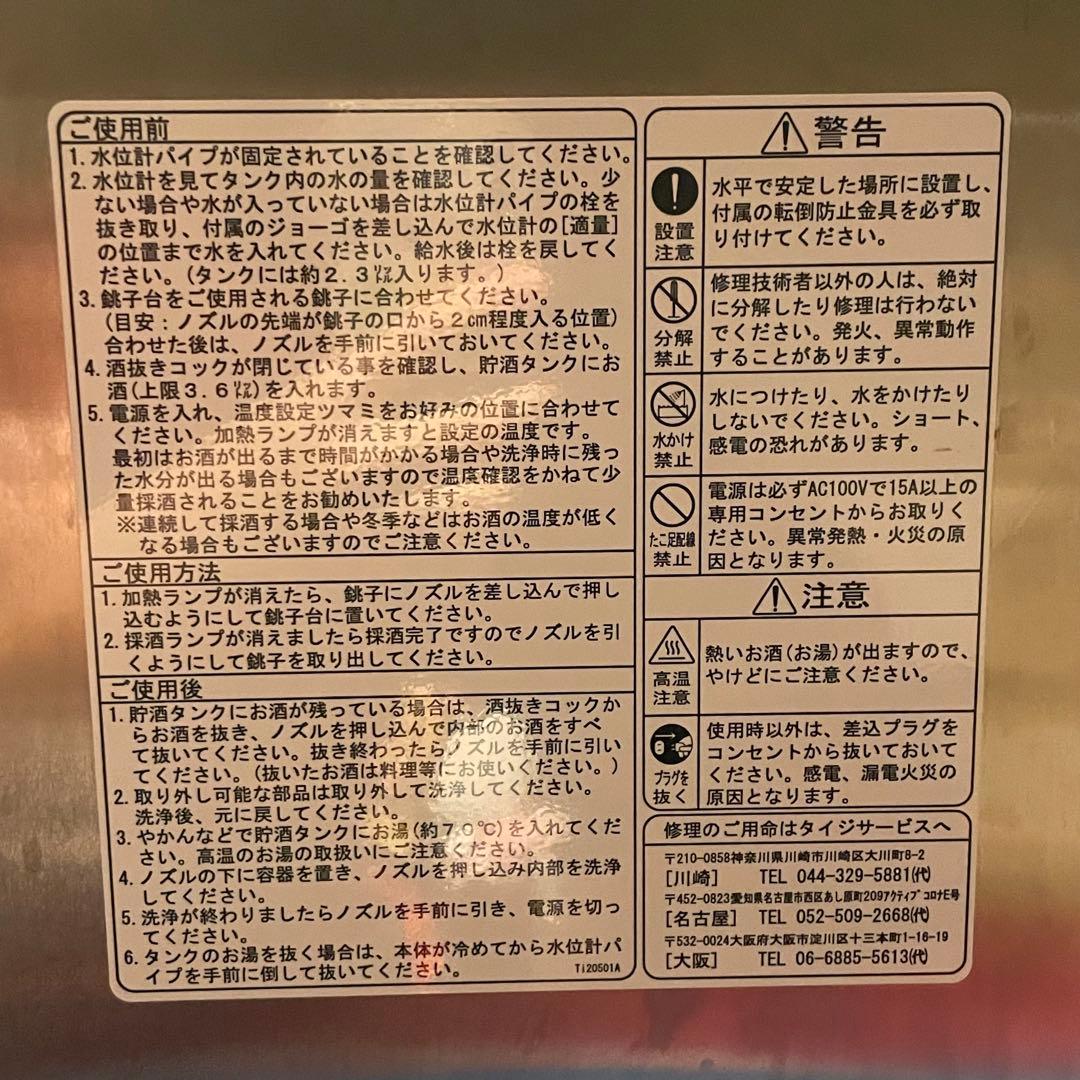 ご使用前
1. 水位計パイプが固定されていることを確認してください。
2. 水位計を見てタンク内の水の量を確認してください。少
ない場合や水が入っていない場合は水位計パイプの栓を
抜き取り、付属のジョーゴを差し込んで水位計の[適量]
の位置まで水を入れてください。給水後は栓を戻してく
ださい。(タンクには約2.3㍑入ります。)
3. 銚子台をご使用される銚子に合わせてください。
(目安：ノズルの先端が銚子の口から2cm程度入る位置)
合わせた後は、ノズルを手前に引いておいてください。
4. 酒抜きコックが閉じている事を確認し、貯酒タンクにお
酒(上限3.6㍑)を入れます。
5. 電源を入れ、温度設定ツマミをお好みの位置に合わせて
ください。加熱ランプが消えますと設定の温度です。
最初はお酒が出るまで時間がかかる場合や洗浄時に残っ
た水分が出る場合もございますので温度確認をかねて少
量採酒されることをお勧めいたします。
※連続して採酒する場合や冬季などはお酒の温度が低く
なる場合もございますのでご注意ください。
ご使用方法
1. 加熱ランプが消えたら、銚子にノズルを差し込んで押し
込むようにして銚子台に置いてください。
2. 採酒ランプが消えましたら採酒完了ですのでノズルを引
くようにして銚子を取り出してください。
ご使用後
1. 貯酒タンクにお酒が残っている場合は、酒抜きコックか
らお酒を抜き、ノズルを押し込んで内部のお酒をすべ
て抜いてください。抜き終わったらノズルを手前に引い
てください。(抜いたお酒は料理等にお使いください。)
2. 取り外し可能な部品は取り外して洗浄してください。
洗浄後、元に戻してください。
3. やかんなどで貯酒タンクにお湯(約70℃)を入れてくだ
さい。高温のお湯の取扱いにご注意ください。
4. ノズルの下に容器を置き、ノズルを押し込み内部を洗浄
してください。
5. 洗浄が終わりましたらノズルを手前に引き、電源を切っ
てください。
6. タンクのお湯を抜く場合は、本体が冷めてから水位計パ
イプを手前に倒して抜いてください。
Ti20501A
警告
設置
注意
水平で安定した場所に設置し、
付属の転倒防止金具を必ず取
り付けてください。
分解
禁止
修理技術者以外の人は、絶対
に分解したり修理は行わない
でください。発火、異常動作
することがあります。
水かけ
禁止
水につけたり、水をかけたり
しないでください。ショート、
感電の恐れがあります。
たこ足配線
禁止
電源は必ずAC100Vで15A以上の
専用コンセントからお取りく
ださい。異常発熱・火災の原
因となります。
注意
高温
注意
熱いお酒(お湯)が出ますので、
やけどにご注意ください。
プラグを
抜く
使用時以外は、差込プラグを
コンセントから抜いておいて
ください。感電、漏電火災の
原因となります。
修理のご用命はタイジサービスへ
〒210-0858神奈川県川崎市川崎区大川町8-2
[川崎] TEL 044-329-5881(代)
〒452-0823愛知県名古屋市西区あし原町209アクティブコロナE号
[名古屋] TEL 052-509-2668(代)
〒532-0024大阪府大阪市淀川区十三本町1-16-19
[大阪] TEL 06-6885-5613(代)